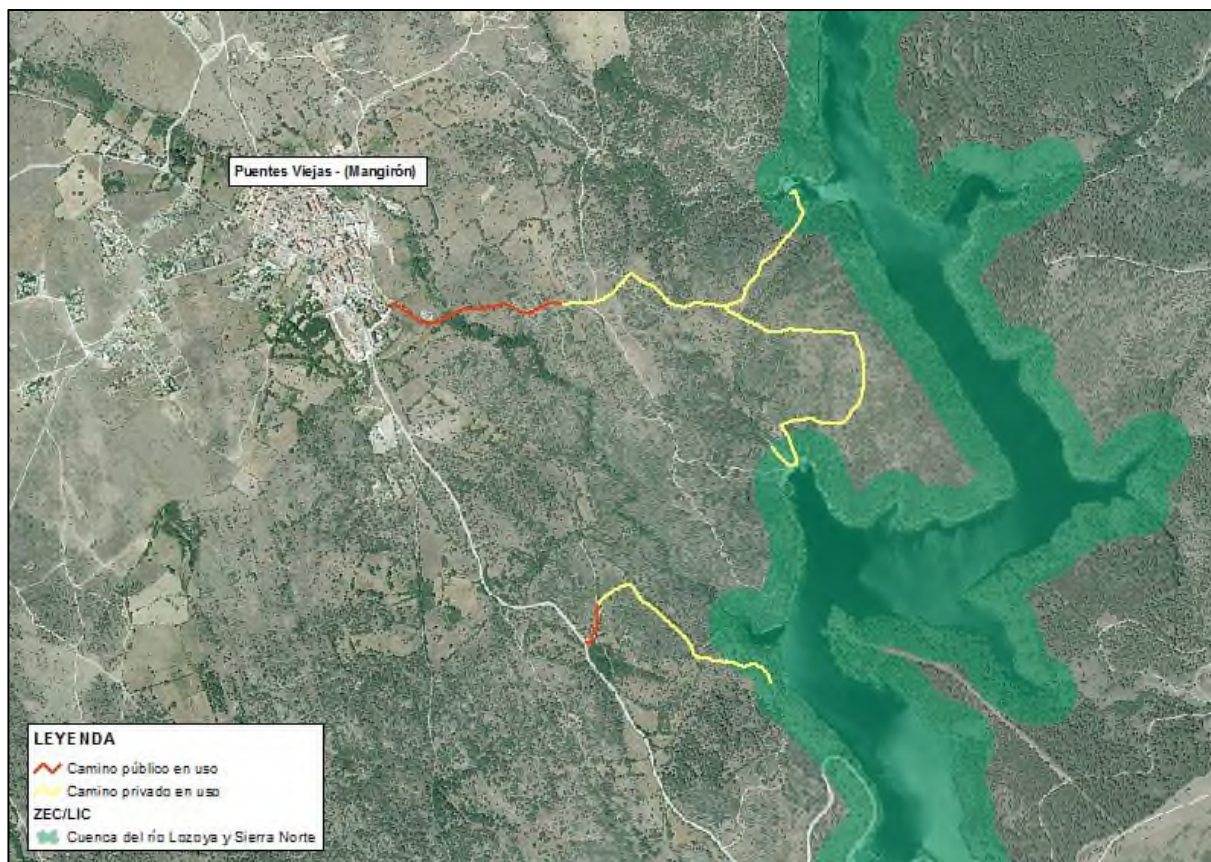 Puentes Viejas - (Mangirón)
LEYENDA
Camino público en uso
Camino privado en uso
ZEC/LIC
Cuenca del río Lozoya y Sierra Norte